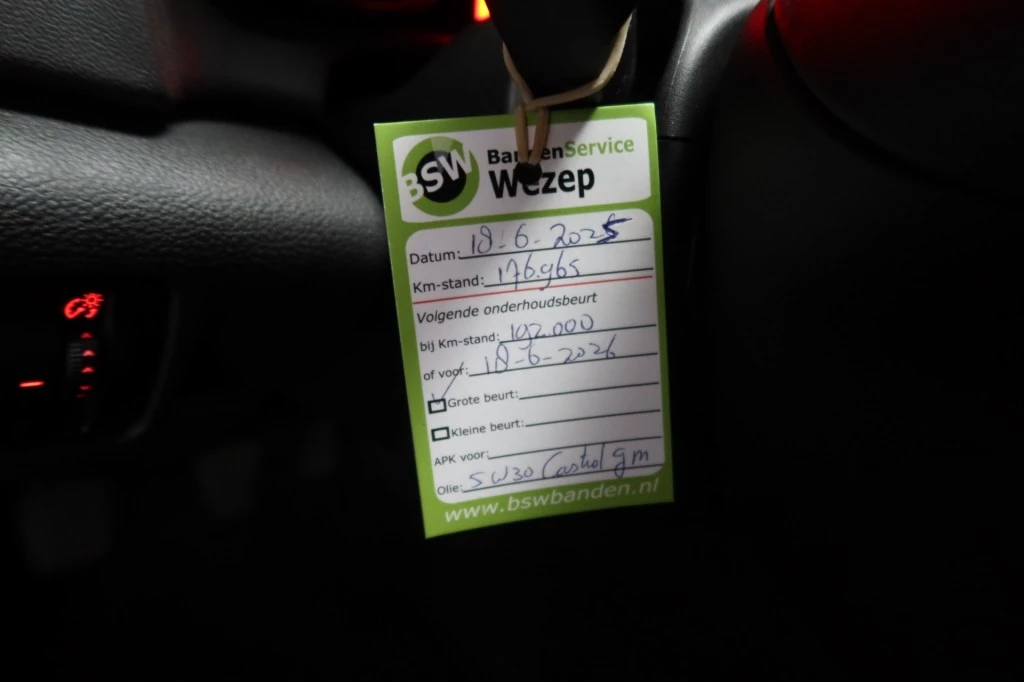 BSW
BandenService
Wezep
Datum: 18-6-2025
Km-stand: 176.965
Volgende onderhoudsbeurt
bij Km-stand: 192.000
of voor: 18-6-2026
Grote beurt:
Kleine beurt:
APK voor:
Olie: 5W30 Castrol gm
www.bswbanden.nl